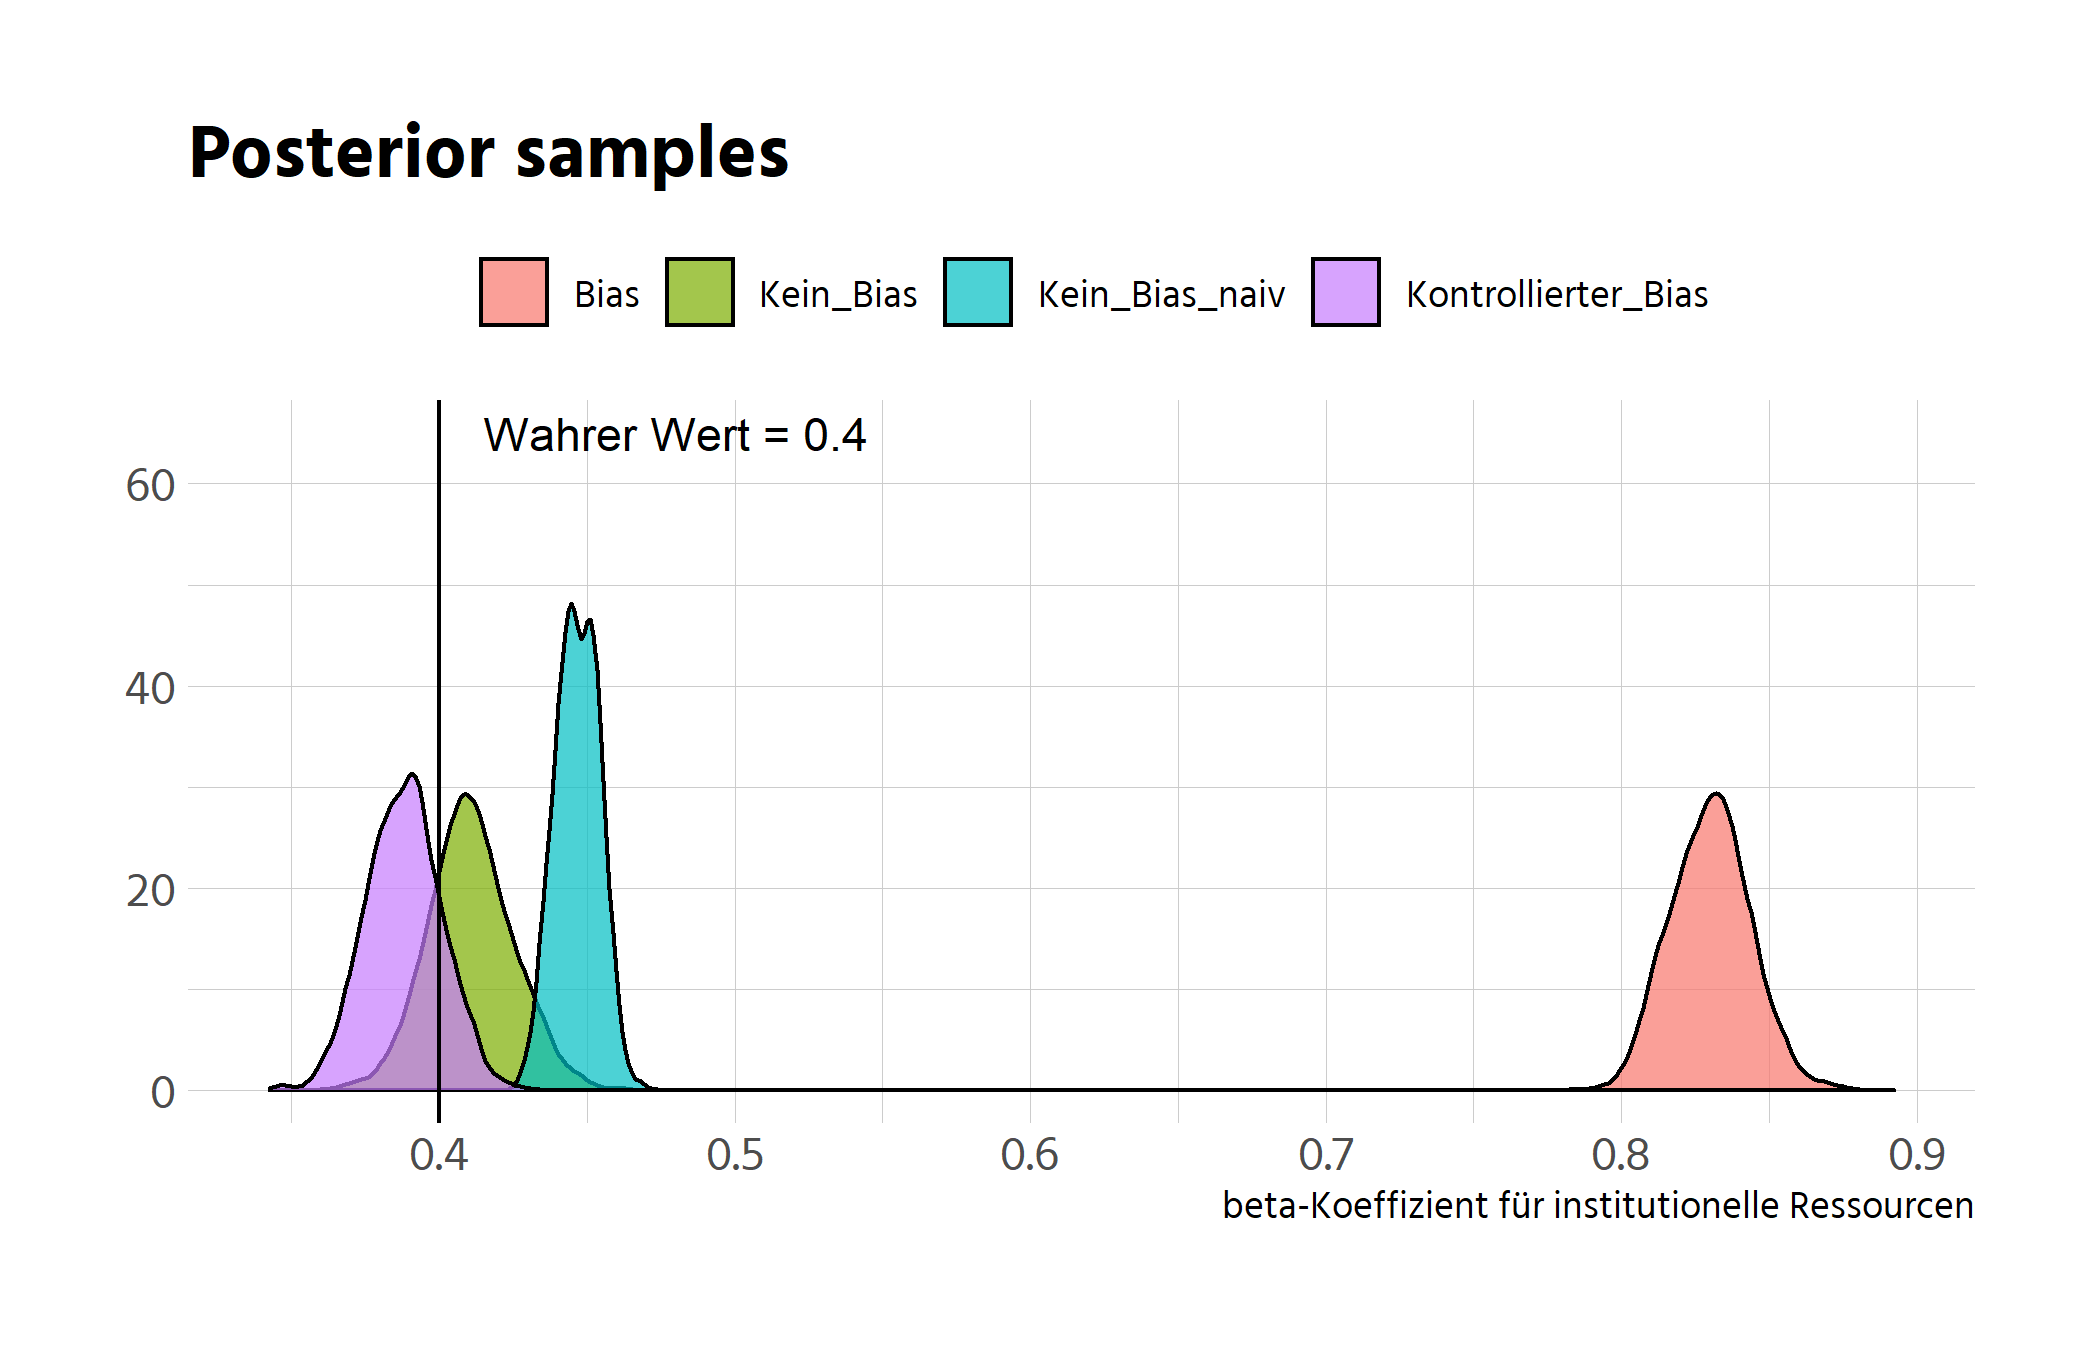 Posterior samples
Bias Kein_Bias Kein_Bias_naiv Kontrollierter_Bias
Wahrer Wert = 0.4
60
40
20
0
0.4 0.5 0.6 0.7 0.8 0.9
beta-Koeffizient für institutionelle Ressourcen